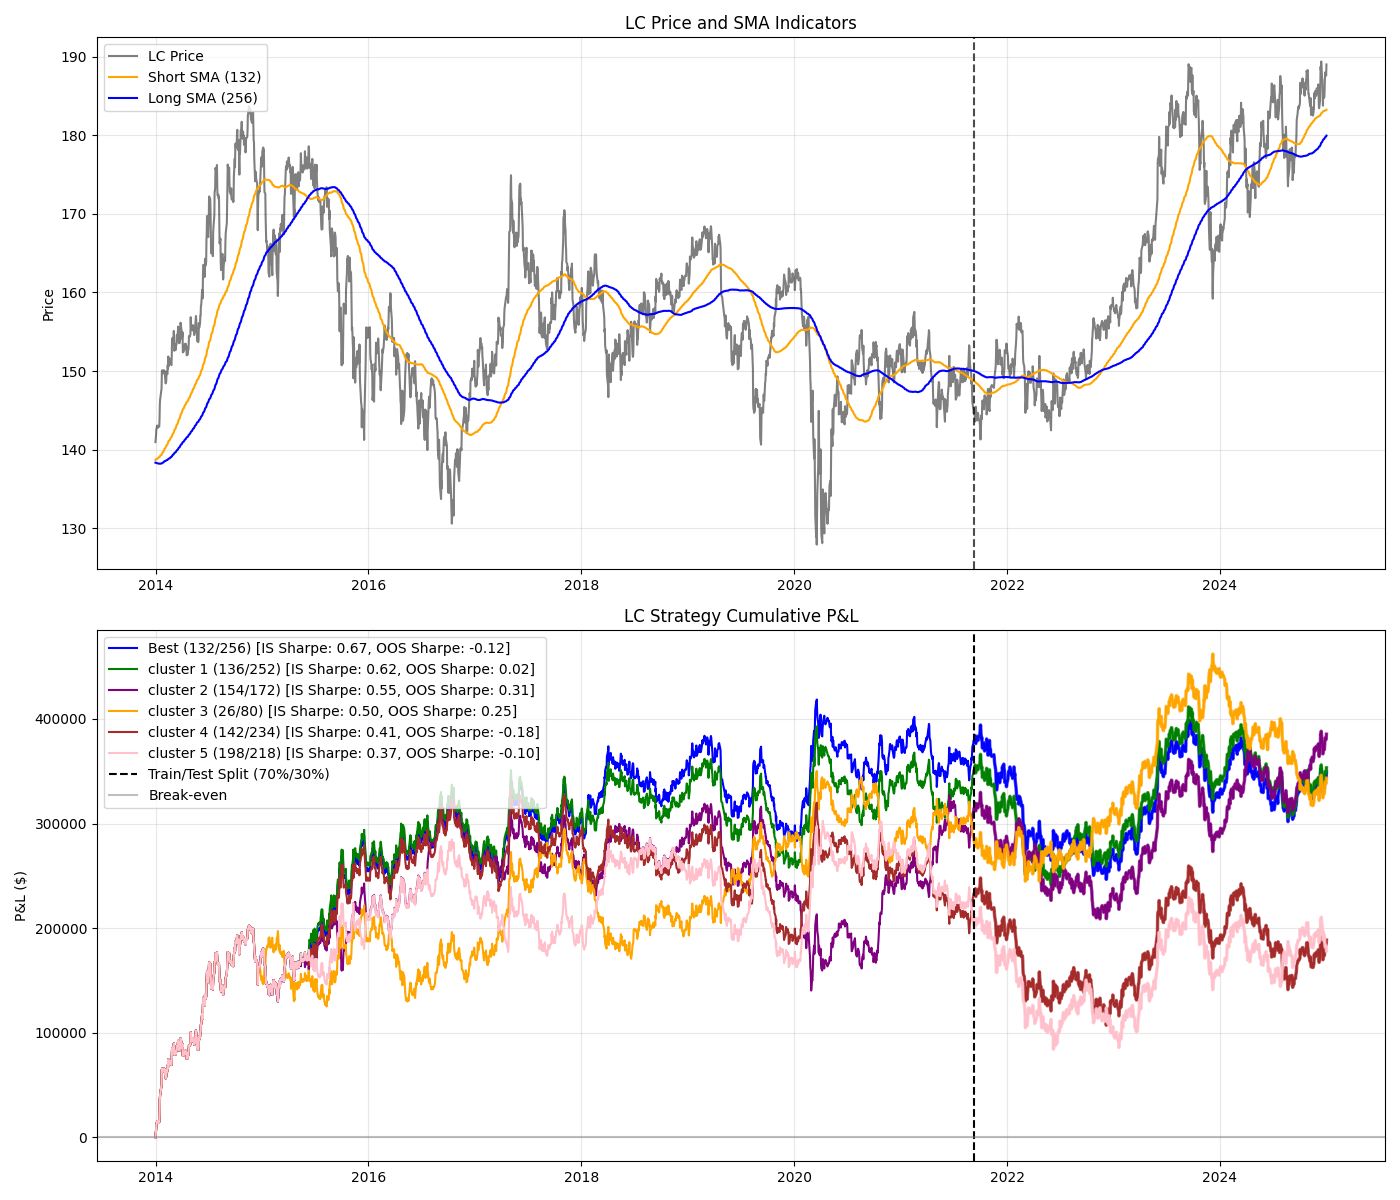 LC Price and SMA Indicators
LC Price
Short SMA (132)
Long SMA (256)
Price
190
180
170
160
150
140
130
2014
2016
2018
2020
2022
2024
LC Strategy Cumulative P&L
Best (132/256) [IS Sharpe: 0.67, OOS Sharpe: -0.12]
cluster 1 (136/252) [IS Sharpe: 0.62, OOS Sharpe: 0.02]
cluster 2 (154/172) [IS Sharpe: 0.55, OOS Sharpe: 0.31]
cluster 3 (26/80) [IS Sharpe: 0.50, OOS Sharpe: 0.25]
cluster 4 (142/234) [IS Sharpe: 0.41, OOS Sharpe: -0.18]
cluster 5 (198/218) [IS Sharpe: 0.37, OOS Sharpe: -0.10]
Train/Test Split (70%/30%)
Break-even
P&L ($)
400000
300000
200000
100000
0
2014
2016
2018
2020
2022
2024